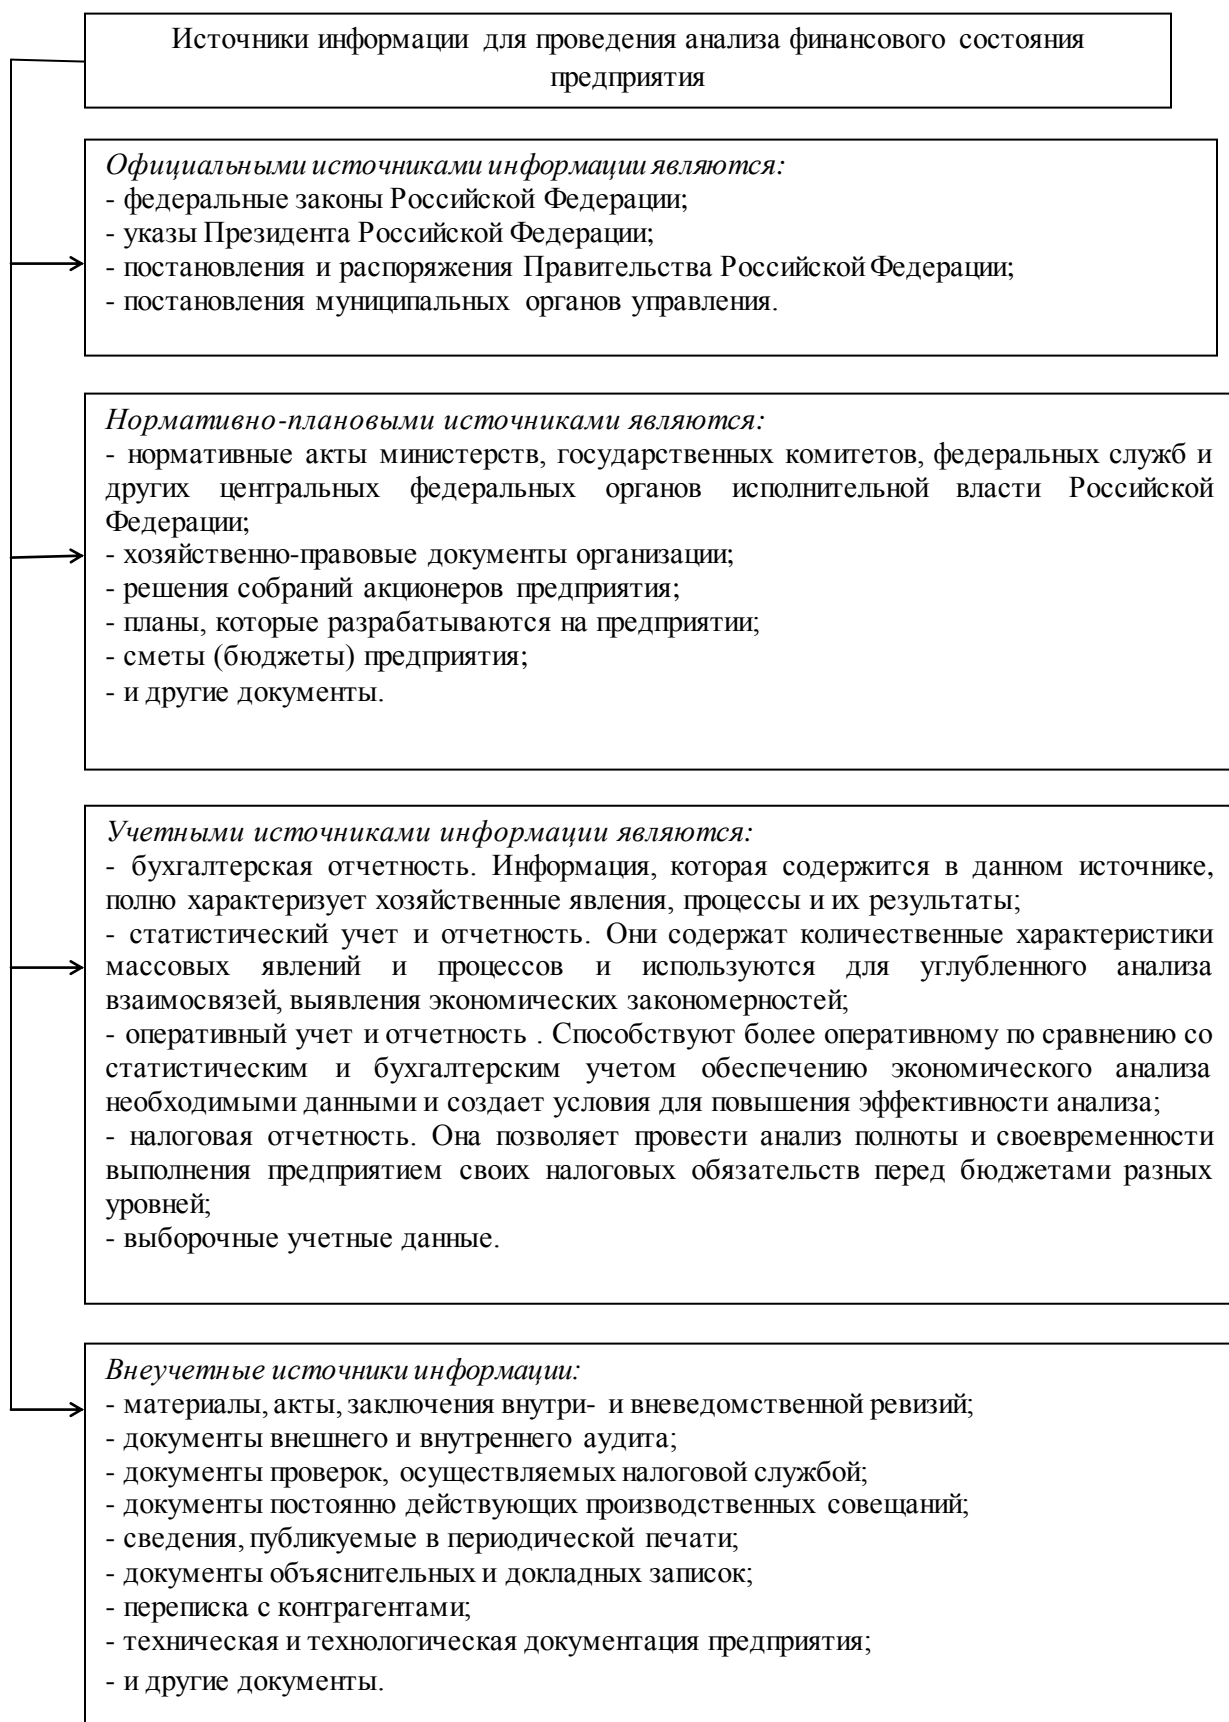 Источники информации для проведения анализа финансового состояния
предприятия
Официальными источниками информации являются:
- федеральные законы Российской Федерации;
- указы Президента Российской Федерации;
- постановления и распоряжения Правительства Российской Федерации;
- постановления муниципальных органов управления.
Нормативно-плановыми источниками являются:
- нормативные акты министерств, государственных комитетов, федеральных служб и
других центральных федеральных органов исполнительной власти Российской
Федерации;
- хозяйственно-правовые документы организации;
- решения собраний акционеров предприятия;
- планы, которые разрабатываются на предприятии;
- сметы (бюджеты) предприятия;
- и другие документы.
Учетными источниками информации являются:
- бухгалтерская отчетность. Информация, которая содержится в данном источнике,
полно характеризует хозяйственные явления, процессы и их результаты;
- статистический учет и отчетность. Они содержат количественные характеристики
массовых явлений и процессов и используются для углубленного анализа
взаимосвязей, выявления экономических закономерностей;
- оперативный учет и отчетность . Способствуют более оперативному по сравнению со
статистическим и бухгалтерским учетом обеспечению экономического анализа
необходимыми данными и создает условия для повышения эффективности анализа;
- налоговая отчетность. Она позволяет провести анализ полноты и своевременности
выполнения предприятием своих налоговых обязательств перед бюджетами разных
уровней;
- выборочные учетные данные.
Внеучетные источники информации:
- материалы, акты, заключения внутри- и вневедомственной ревизий;
- документы внешнего и внутреннего аудита;
- документы проверок, осуществляемых налоговой службой;
- документы постоянно действующих производственных совещаний;
- сведения, публикуемые в периодической печати;
- документы объяснительных и докладных записок;
- переписка с контрагентами;
- техническая и технологическая документация предприятия;
- и другие документы.